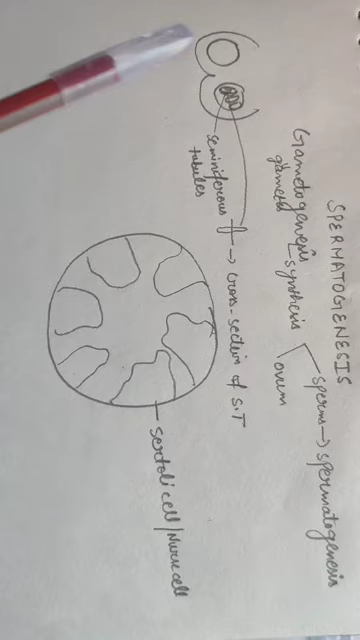 SPERMATOGENESIS
Gametogenesis - synthesis
gametes
sperms → spermatogenesis
ovum
seminiferous
tubules
→ cross-section of S.T
sertoli cell/Nurse cell